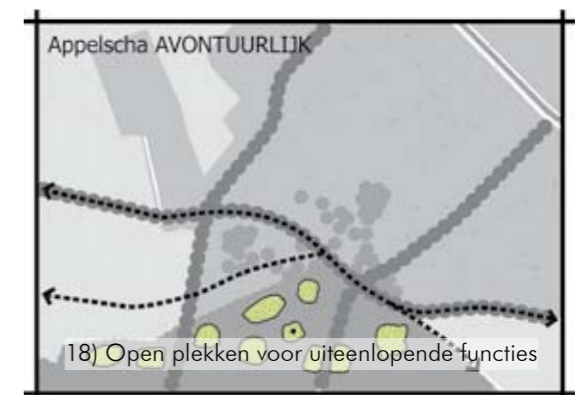 Appelscha AVONTUURLIJK
18) Open plekken voor uiteenlopende functies